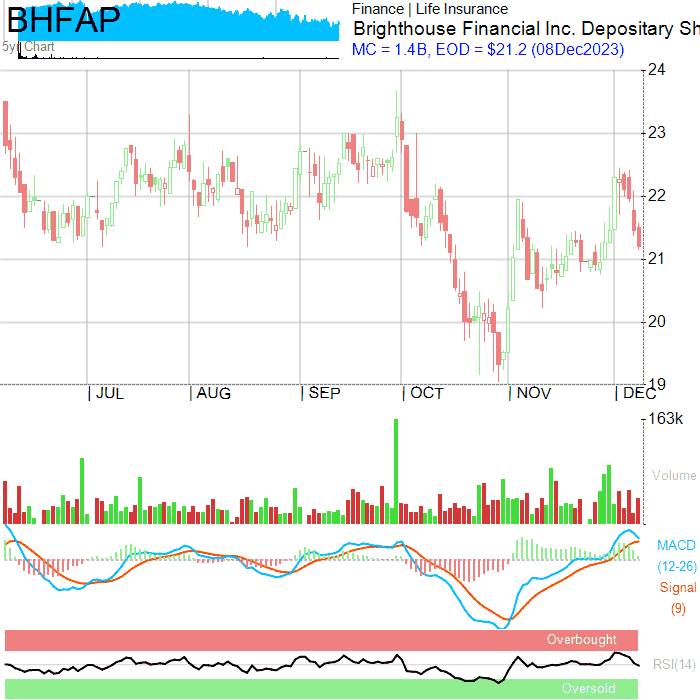 BHFAP
5yr Chart
Finance | Life Insurance
Brighthouse Financial Inc. Depositary Sh
MC = 1.4B, EOD = $21.2 (08Dec2023)
24
23
22
21
20
19
JUL AUG SEP OCT NOV DEC
163k
Volume
MACD
(12-26)
Signal
(9)
Overbought
RSI(14)
Oversold